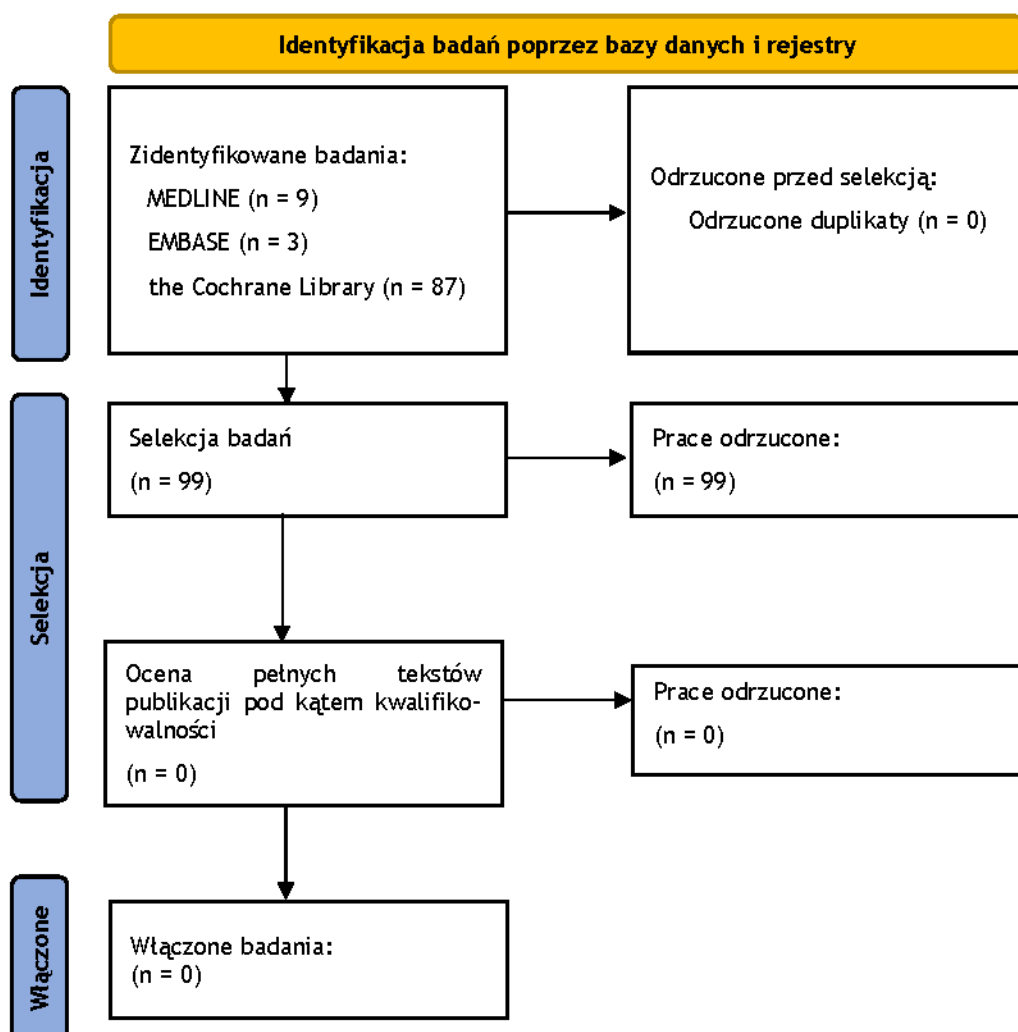 Identyfikacja badań poprzez bazy danych i rejestry
Identyfikacja
Zidentyfikowane badania:
MEDLINE (n = 9)
EMBASE (n = 3)
the Cochrane Library (n = 87)
Odrzucone przed selekcją:
Odrzucone duplikaty (n = 0)
Selekcja
Selekcja badań
(n = 99)
Prace odrzucone:
(n = 99)
Ocena pełnych tekstów
publikacji pod kątem kwalifiko-
walności
(n = 0)
Prace odrzucone:
(n = 0)
Włączone
Włączone badania:
(n = 0)